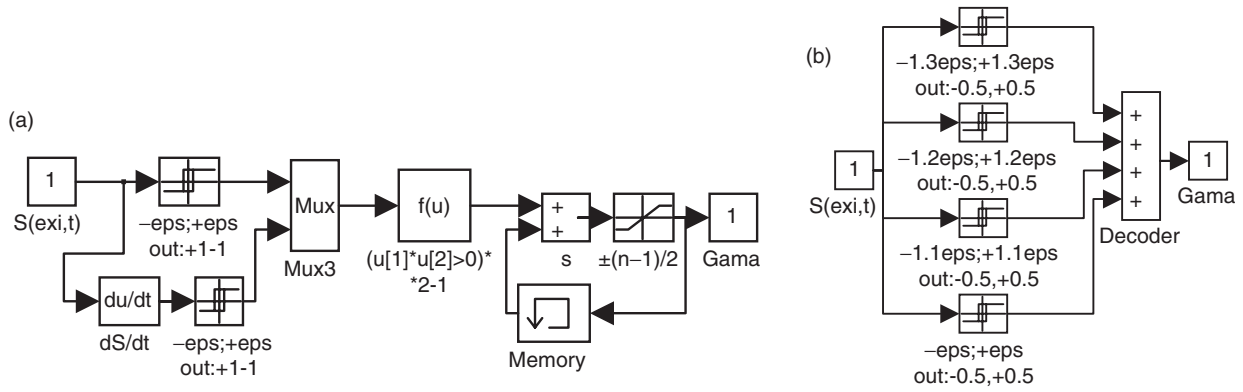 (a)
1
S(exi,t)
−eps;+eps
out:+1-1
du/dt
dS/dt
−eps;+eps
out:+1-1
Mux
Mux3
f(u)
(u[1]*u[2]>0)*
*2-1
+
+
s
±(n−1)/2
1
Gama
Memory
(b)
1
S(exi,t)
−1.3eps;+1.3eps
out:-0.5,+0.5
−1.2eps;+1.2eps
out:-0.5,+0.5
−1.1eps;+1.1eps
out:-0.5,+0.5
−eps;+eps
out:-0.5,+0.5
+
+
+
+
Decoder
1
Gama